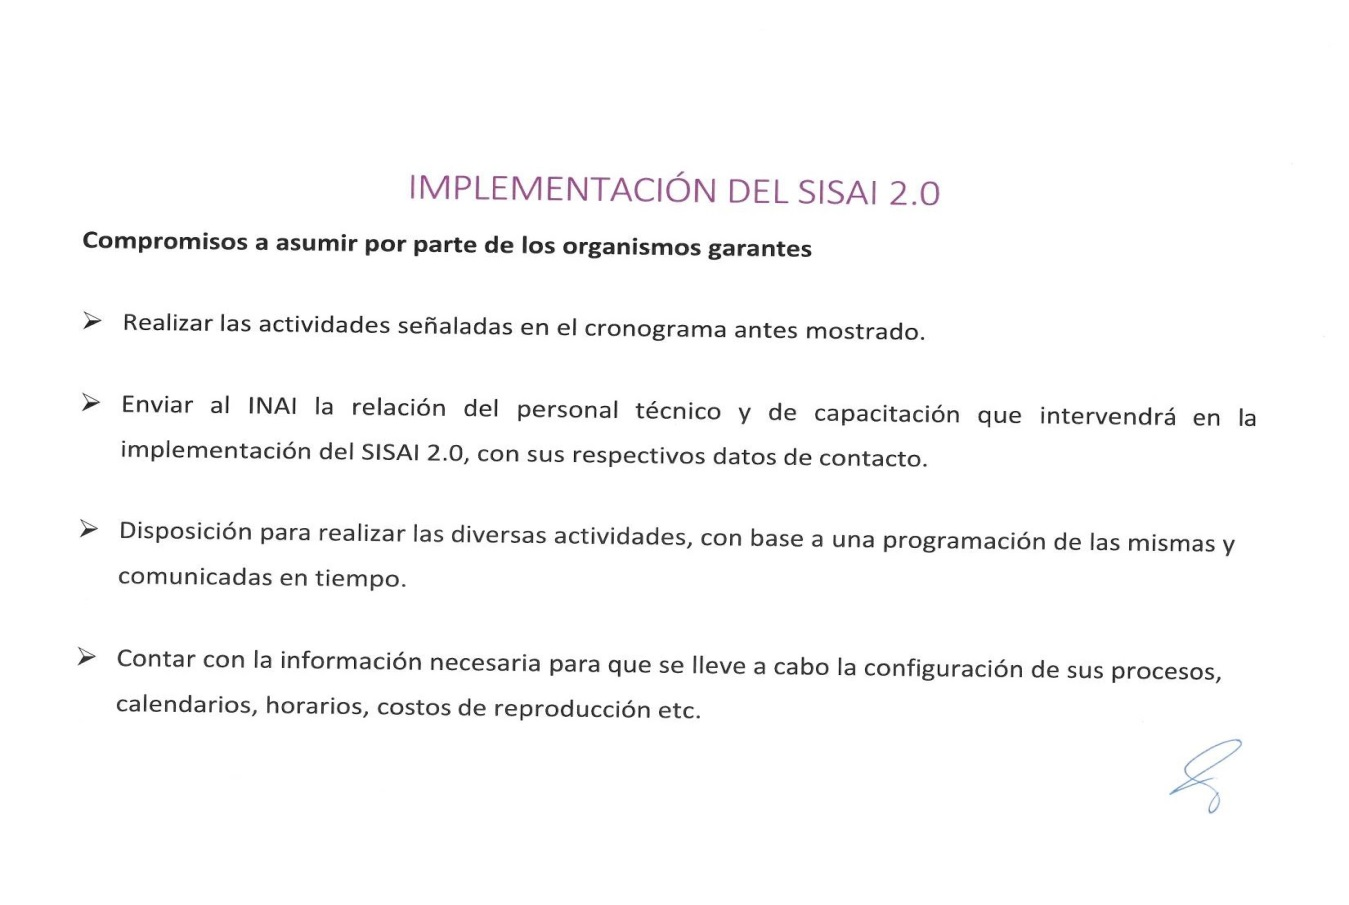 IMPLEMENTACIÓN DEL SISAI 2.0
Compromisos a asumir por parte de los organismos garantes
➢ Realizar las actividades señaladas en el cronograma antes mostrado.
➢ Enviar al INAI la relación del personal técnico y de capacitación que intervendrá en la
implementación del SISAI 2.0, con sus respectivos datos de contacto.
➢ Disposición para realizar las diversas actividades, con base a una programación de las mismas y
comunicadas en tiempo.
➢ Contar con la información necesaria para que se lleve a cabo la configuración de sus procesos,
calendarios, horarios, costos de reproducción etc.